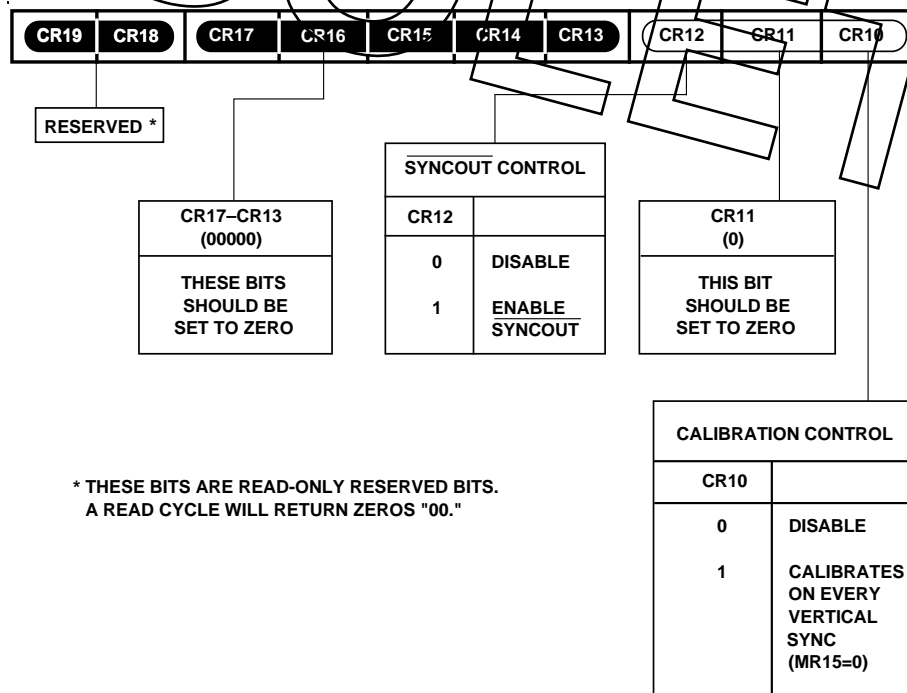 CR19 CR18 CR17 CR16 CR15 CR14 CR13 CR12 CR11 CR10
RESERVED *
SYNCOUT CONTROL
CR12
0 DISABLE
1 ENABLE
SYNCOUT
CR17–CR13
(00000)
THESE BITS
SHOULD BE
SET TO ZERO
CR11
(0)
THIS BIT
SHOULD BE
SET TO ZERO
CALIBRATION CONTROL
CR10
0 DISABLE
1 CALIBRATES
ON EVERY
VERTICAL
SYNC
(MR15=0)
* THESE BITS ARE READ-ONLY RESERVED BITS.
A READ CYCLE WILL RETURN ZEROS "00."